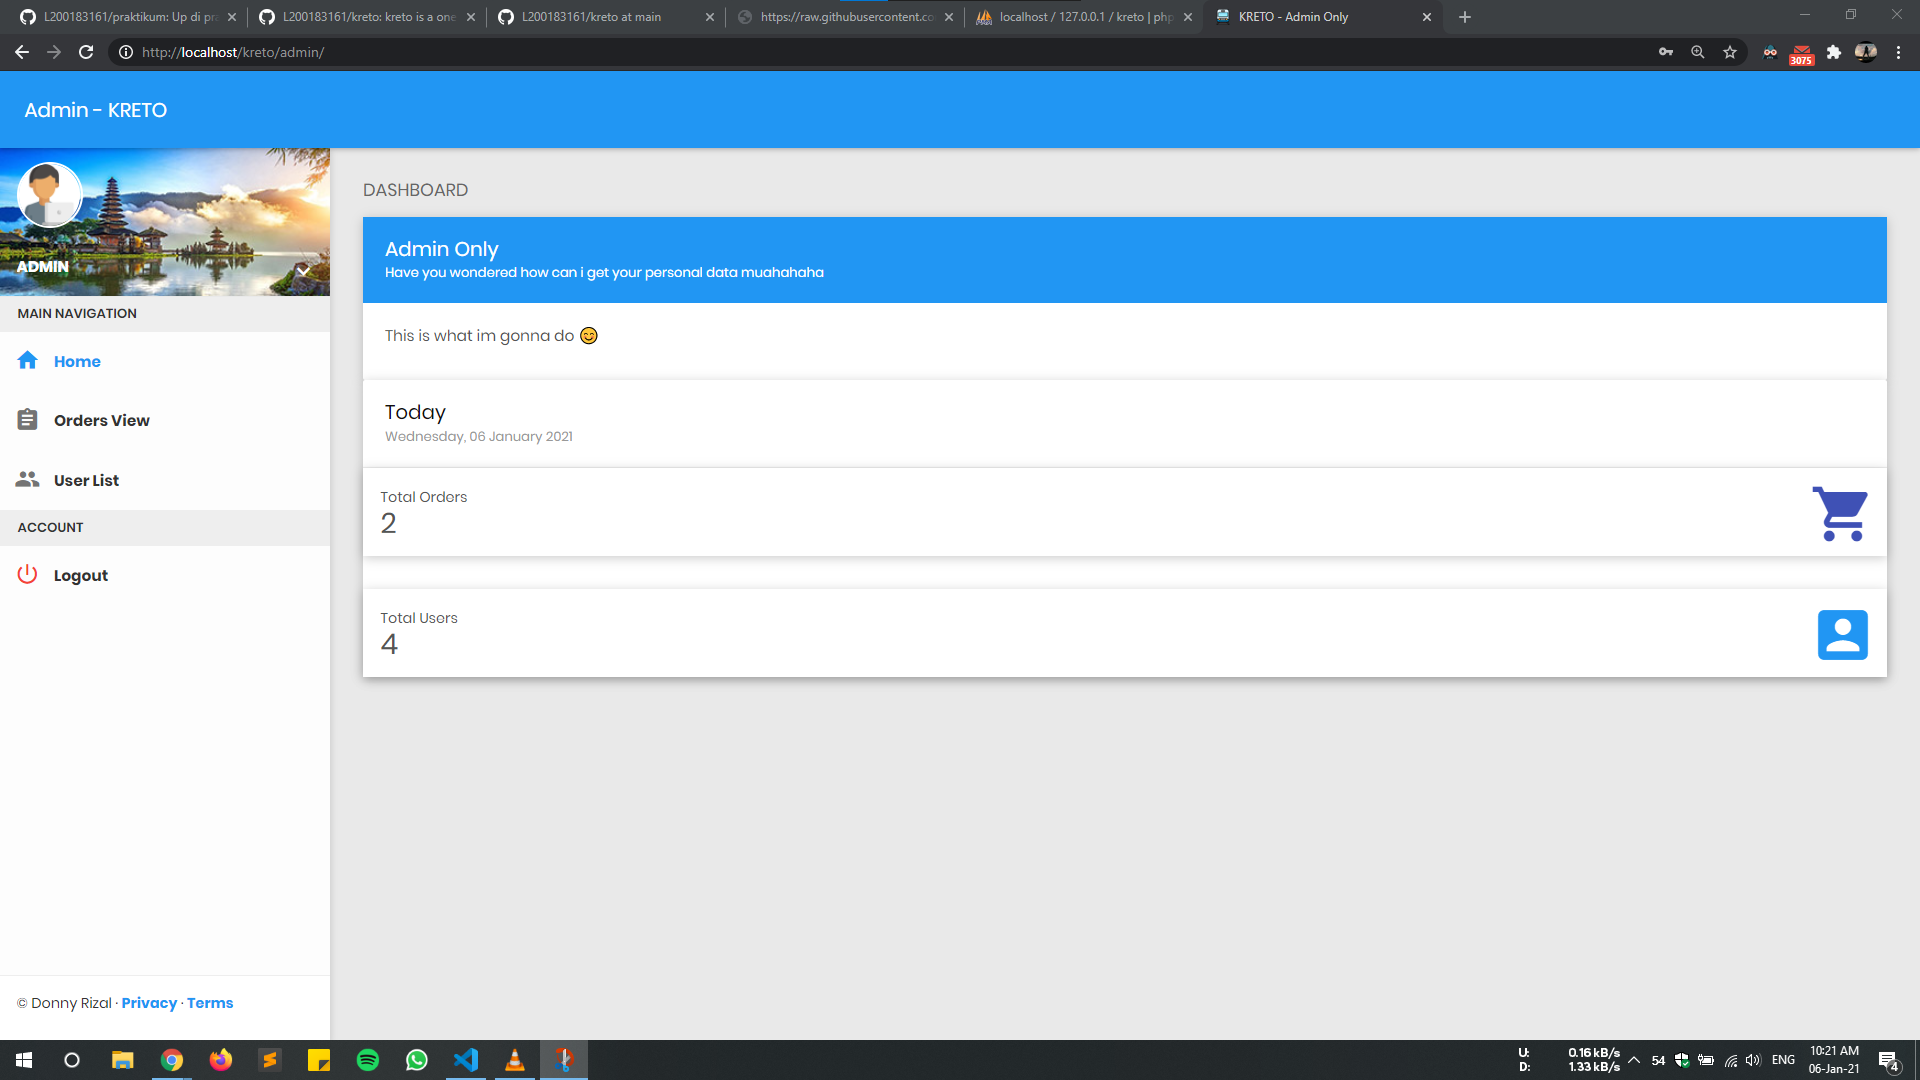 L200183161/praktikum: Up di pra
L200183161/kreto: kreto is a one
L200183161/kreto at main
https://raw.githubusercontent.co
localhost / 127.0.0.1 / kreto | php
KRETO - Admin Only
http://localhost/kreto/admin/
3075
Admin - KRETO
ADMIN
MAIN NAVIGATION
Home
Orders View
User List
ACCOUNT
Logout
© Donny Rizal · Privacy · Terms
DASHBOARD
Admin Only
Have you wondered how can i get your personal data muahahaha
This is what im gonna do 😊
Today
Wednesday, 06 January 2021
Total Orders
2
Total Users
4
U: 0.16 kB/s
D: 1.33 kB/s
54
ENG
10:21 AM
06-Jan-21
4